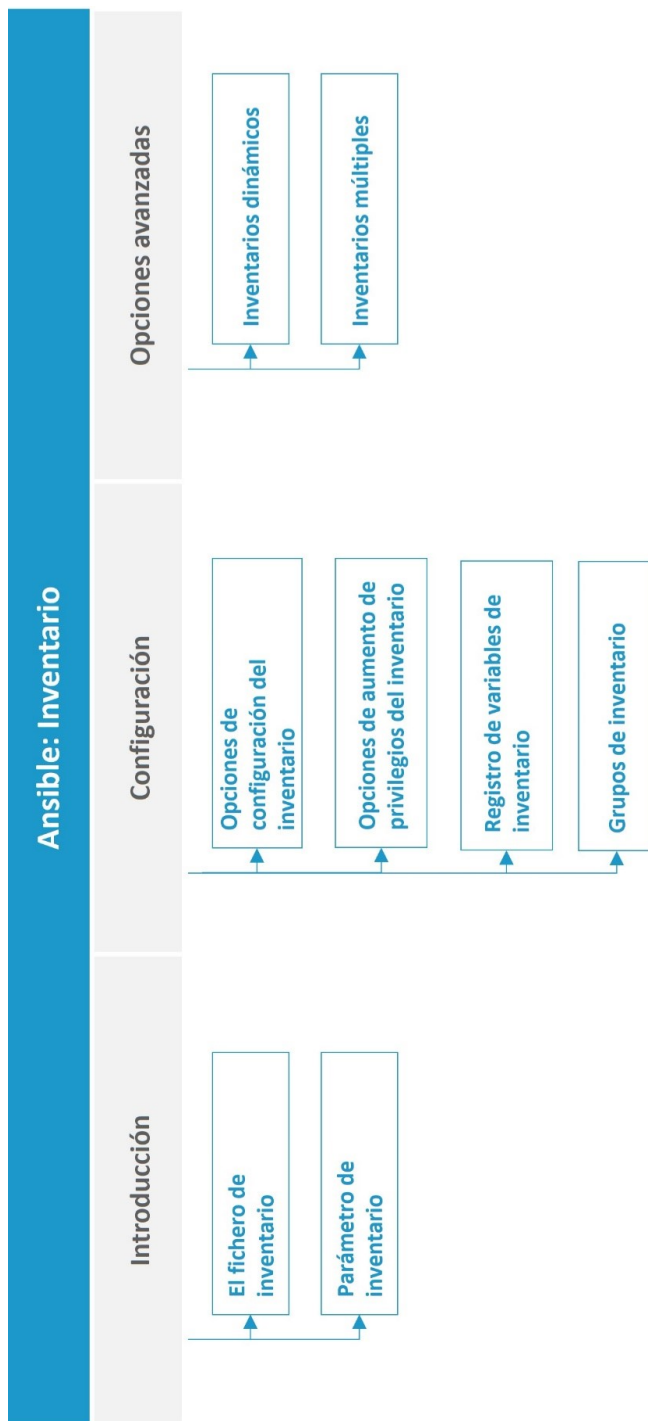 Ansible: Inventario
Introducción
El fichero de
inventario
Parámetro de
inventario
Configuración
Opciones de
configuración del
inventario
Opciones de aumento de
privilegios del inventario
Registro de variables de
inventario
Grupos de inventario
Opciones avanzadas
Inventarios dinámicos
Inventarios múltiples